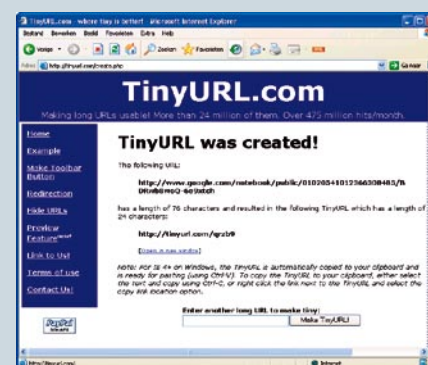 TinyURL.com - where tiny is better! - Microsoft Internet Explorer
Bestand Bewerken Beeld Favorieten Extra Help
Vorige Zoeken Favorieten
Adres http://tinyurl.com/create.php Ga naar
TinyURL.com
Making long URLs usable! More than 24 million of them. Over 475 million hits/month.
Home
Example
Make Toolbar
Button
Redirection
Hide URLs
Preview
Feature
Link to Us!
Terms of use
Contact Us!
PayPal
TinyURL was created!
The following URL:
has a length of 76 characters and resulted in the following TinyURL which has a length of
24 characters:
[Open in new window]
Note: For IE 4+ on Windows, the TinyURL is automatically copied to your clipboard and
is ready for pasting (using Ctrl-V). To copy the TinyURL to your clipboard, either select
the text and copy using Ctrl-C, or right click the link next to the TinyURL and select the
copy link location option.
Enter another long URL to make tiny:
Make TinyURL!
http://tinyurl.com/
Internet